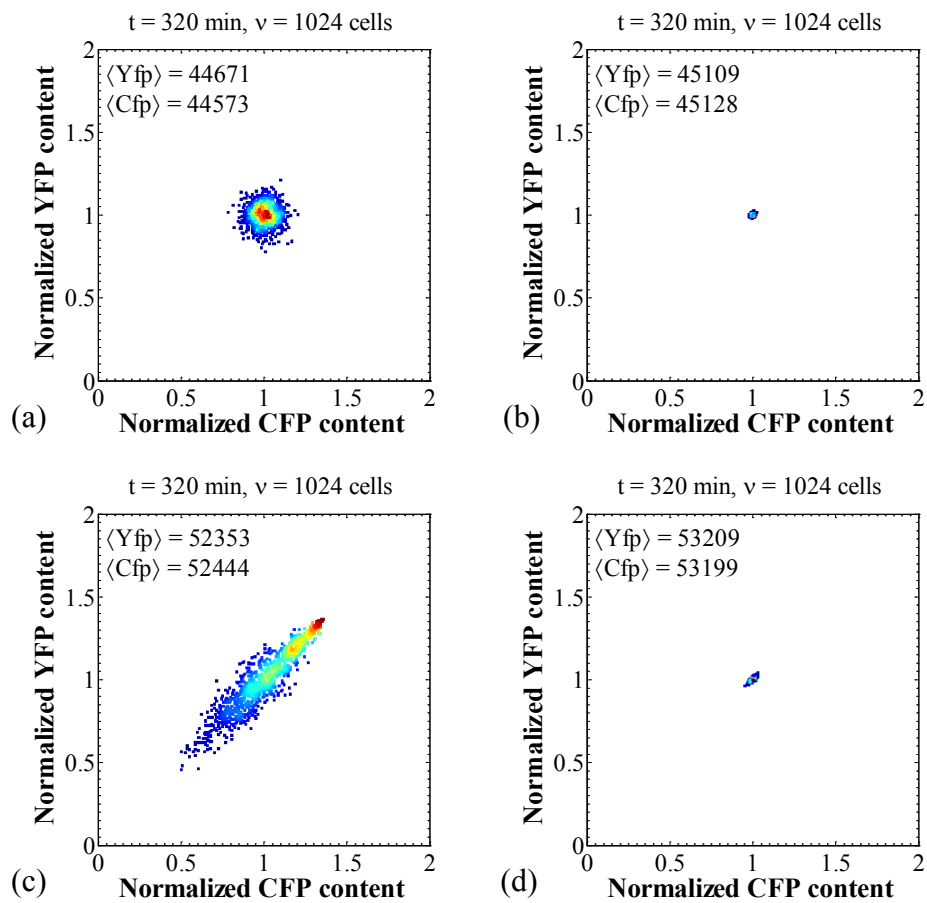 t = 320 min, ν = 1024 cells
⟨Yfp⟩ = 44671
⟨Cfp⟩ = 44573
2
1.5
1
0.5
0
Normalized YFP content
0 0.5 1 1.5 2
Normalized CFP content
(a)
t = 320 min, ν = 1024 cells
⟨Yfp⟩ = 45109
⟨Cfp⟩ = 45128
2
1.5
1
0.5
0
Normalized YFP content
0 0.5 1 1.5 2
Normalized CFP content
(b)
t = 320 min, ν = 1024 cells
⟨Yfp⟩ = 52353
⟨Cfp⟩ = 52444
2
1.5
1
0.5
0
Normalized YFP content
0 0.5 1 1.5 2
Normalized CFP content
(c)
t = 320 min, ν = 1024 cells
⟨Yfp⟩ = 53209
⟨Cfp⟩ = 53199
2
1.5
1
0.5
0
Normalized YFP content
0 0.5 1 1.5 2
Normalized CFP content
(d)